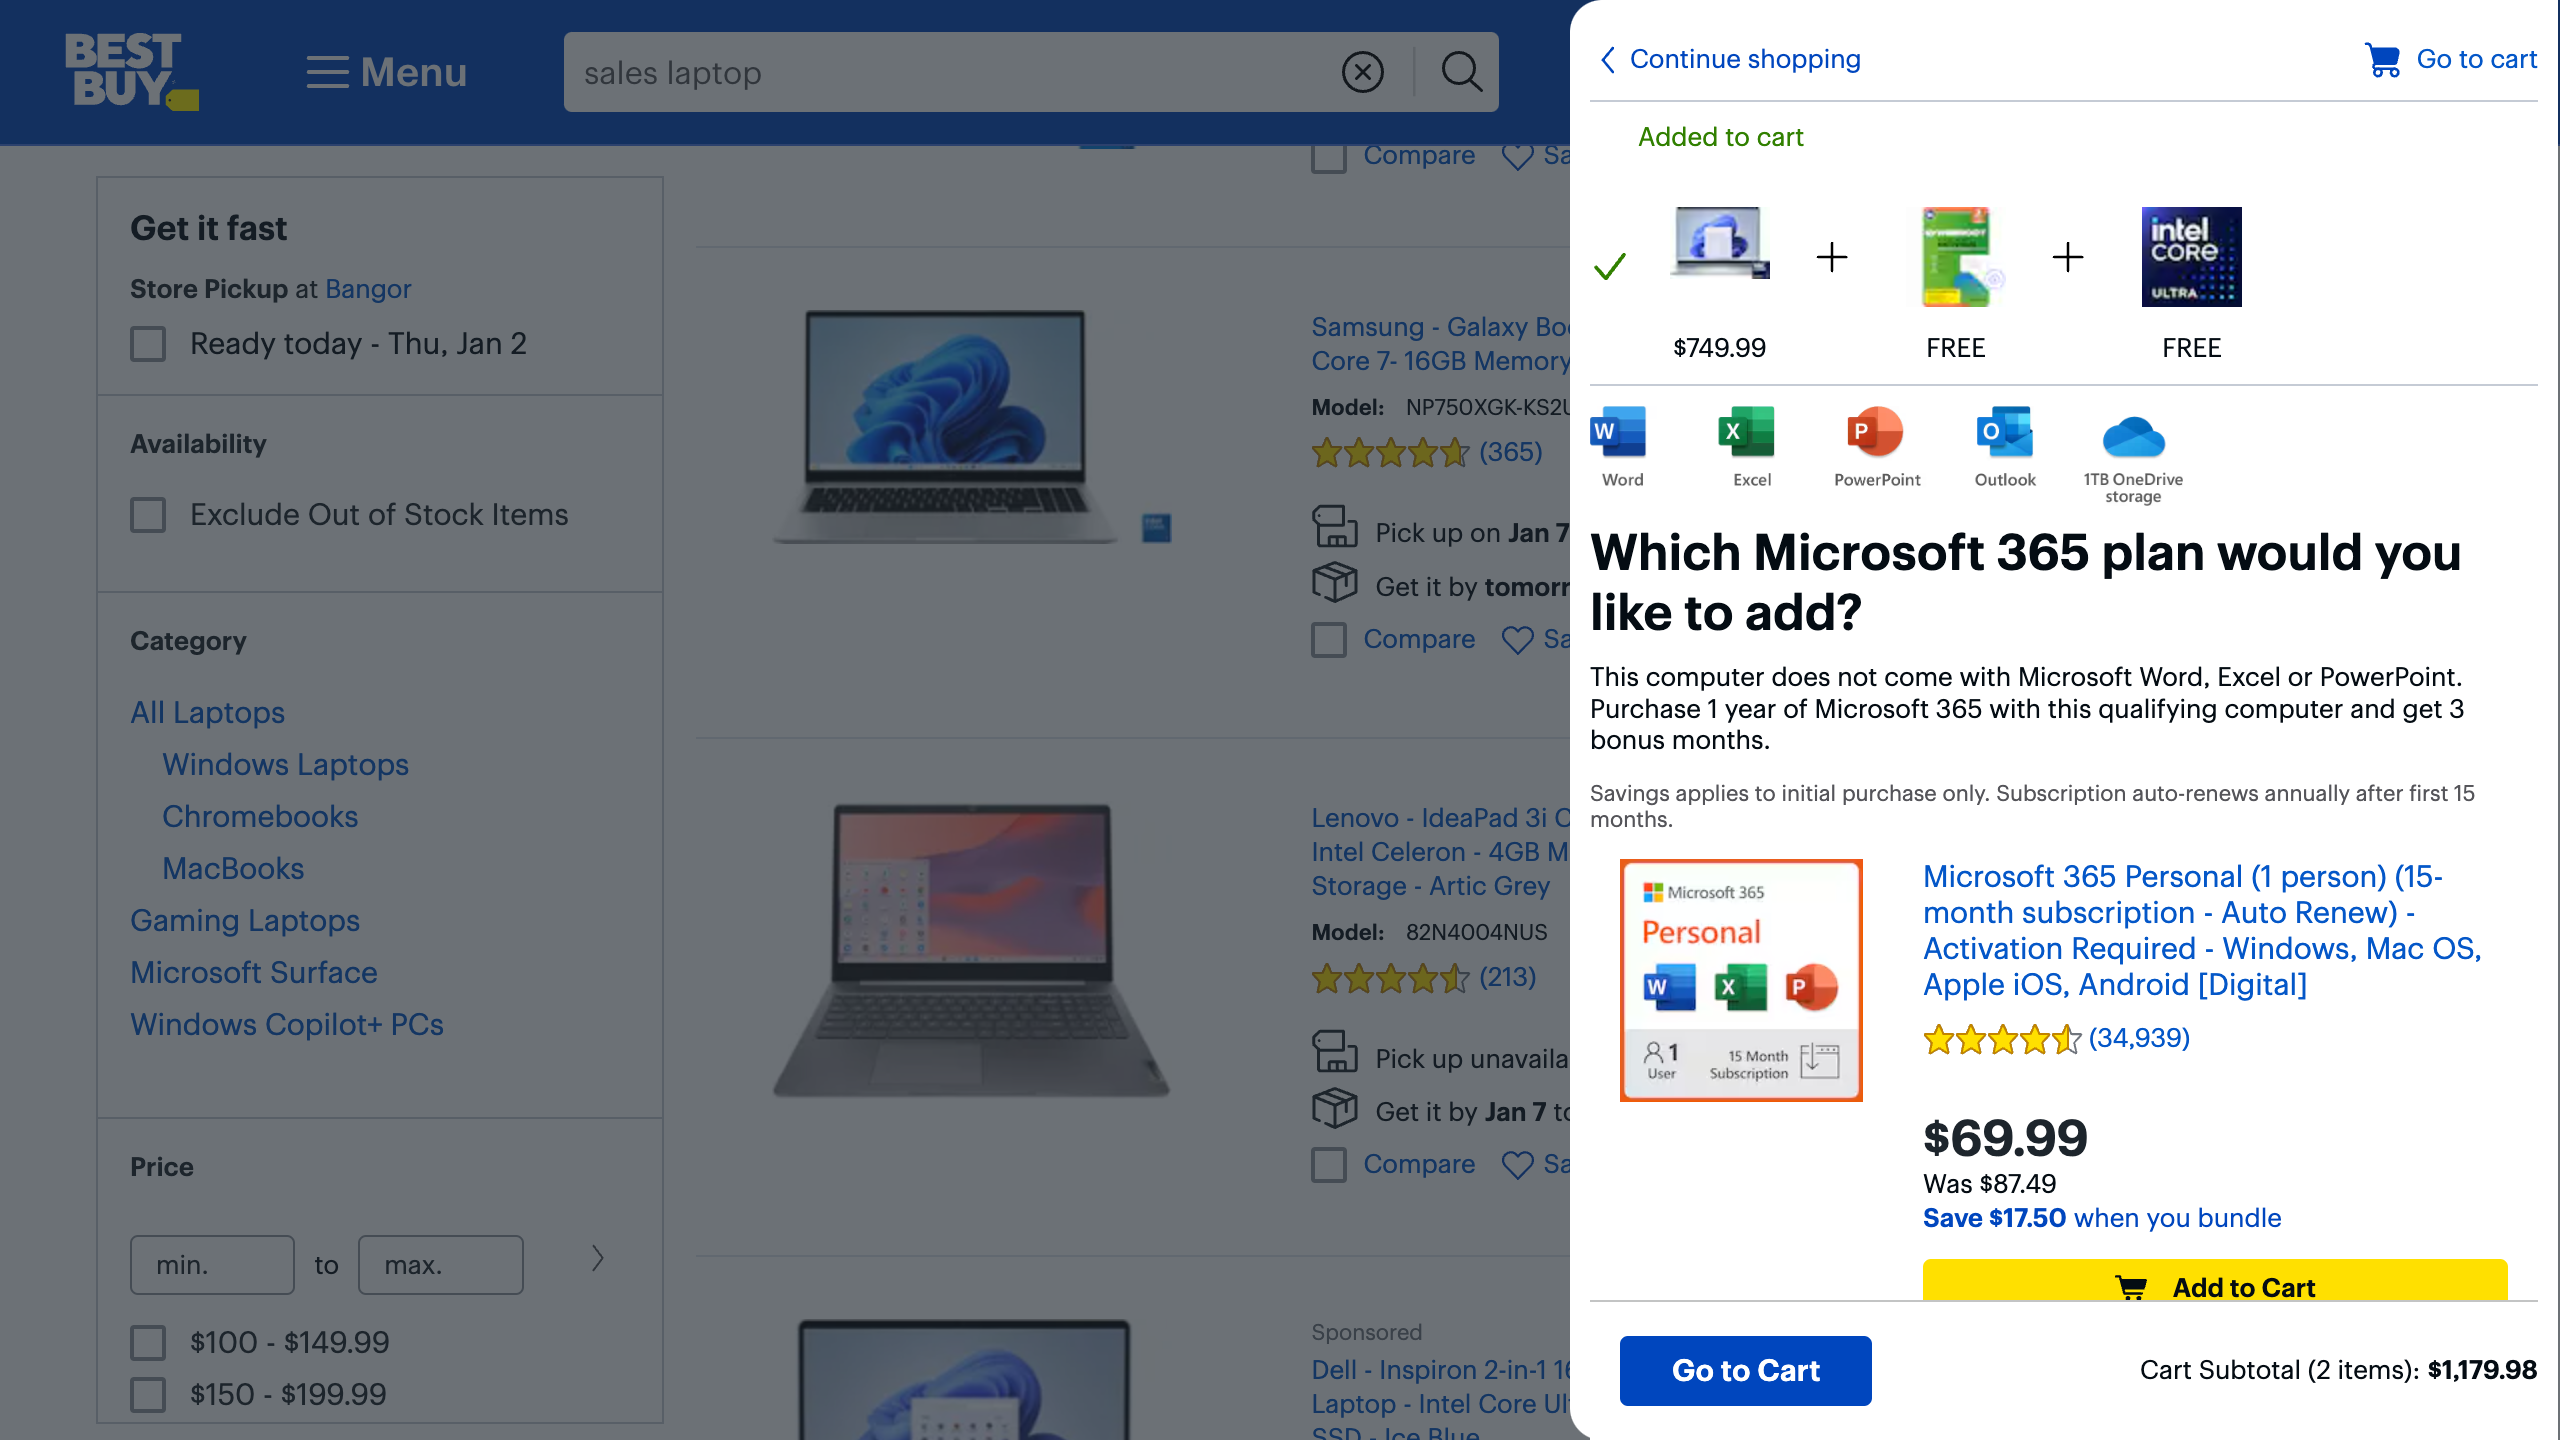 BEST
BUY
Menu
sales laptop
Get it fast
Store Pickup at Bangor
Ready today - Thu, Jan 2
Availability
Exclude Out of Stock Items
Category
All Laptops
Windows Laptops
Chromebooks
MacBooks
Gaming Laptops
Microsoft Surface
Windows Copilot+ PCs
Price
min. to max.
$100 - $149.99
$150 - $199.99
Compare
Samsung - Galaxy
Core 7- 16GB Memory
Model: NP750XGK-KS2
(365)
Pick up on Jan 7
Get it by
Compare
Lenovo - IdeaPad 3i
Intel Celeron - 4GB
Storage - Artic Grey
Model: 82N4004NUS
(213)
Pick up
Get it by Jan 7
Compare
Sponsored
Dell - Inspiron 2-in-1
Laptop - Intel Core
SSD - Ice Blue
Continue shopping
Go to cart
Added to cart
intel
CORE
ULTRA
$749.99
FREE
FREE
Word
Excel
PowerPoint
Outlook
1TB OneDrive
storage
Which Microsoft 365 plan would you
like to add?
This computer does not come with Microsoft Word, Excel or PowerPoint.
Purchase 1 year of Microsoft 365 with this qualifying computer and get 3
bonus months.
Savings applies to initial purchase only. Subscription auto-renews annually after first 15
months.
Microsoft 365
Personal
W X P
1
User
15 Month
Subscription
Microsoft 365 Personal (1 person) (15-
month subscription - Auto Renew) -
Activation Required - Windows, Mac OS,
Apple iOS, Android [Digital]
(34,939)
$69.99
Was $87.49
Save $17.50 when you bundle
Add to Cart
Go to Cart
Cart Subtotal (2 items): $1,179.98